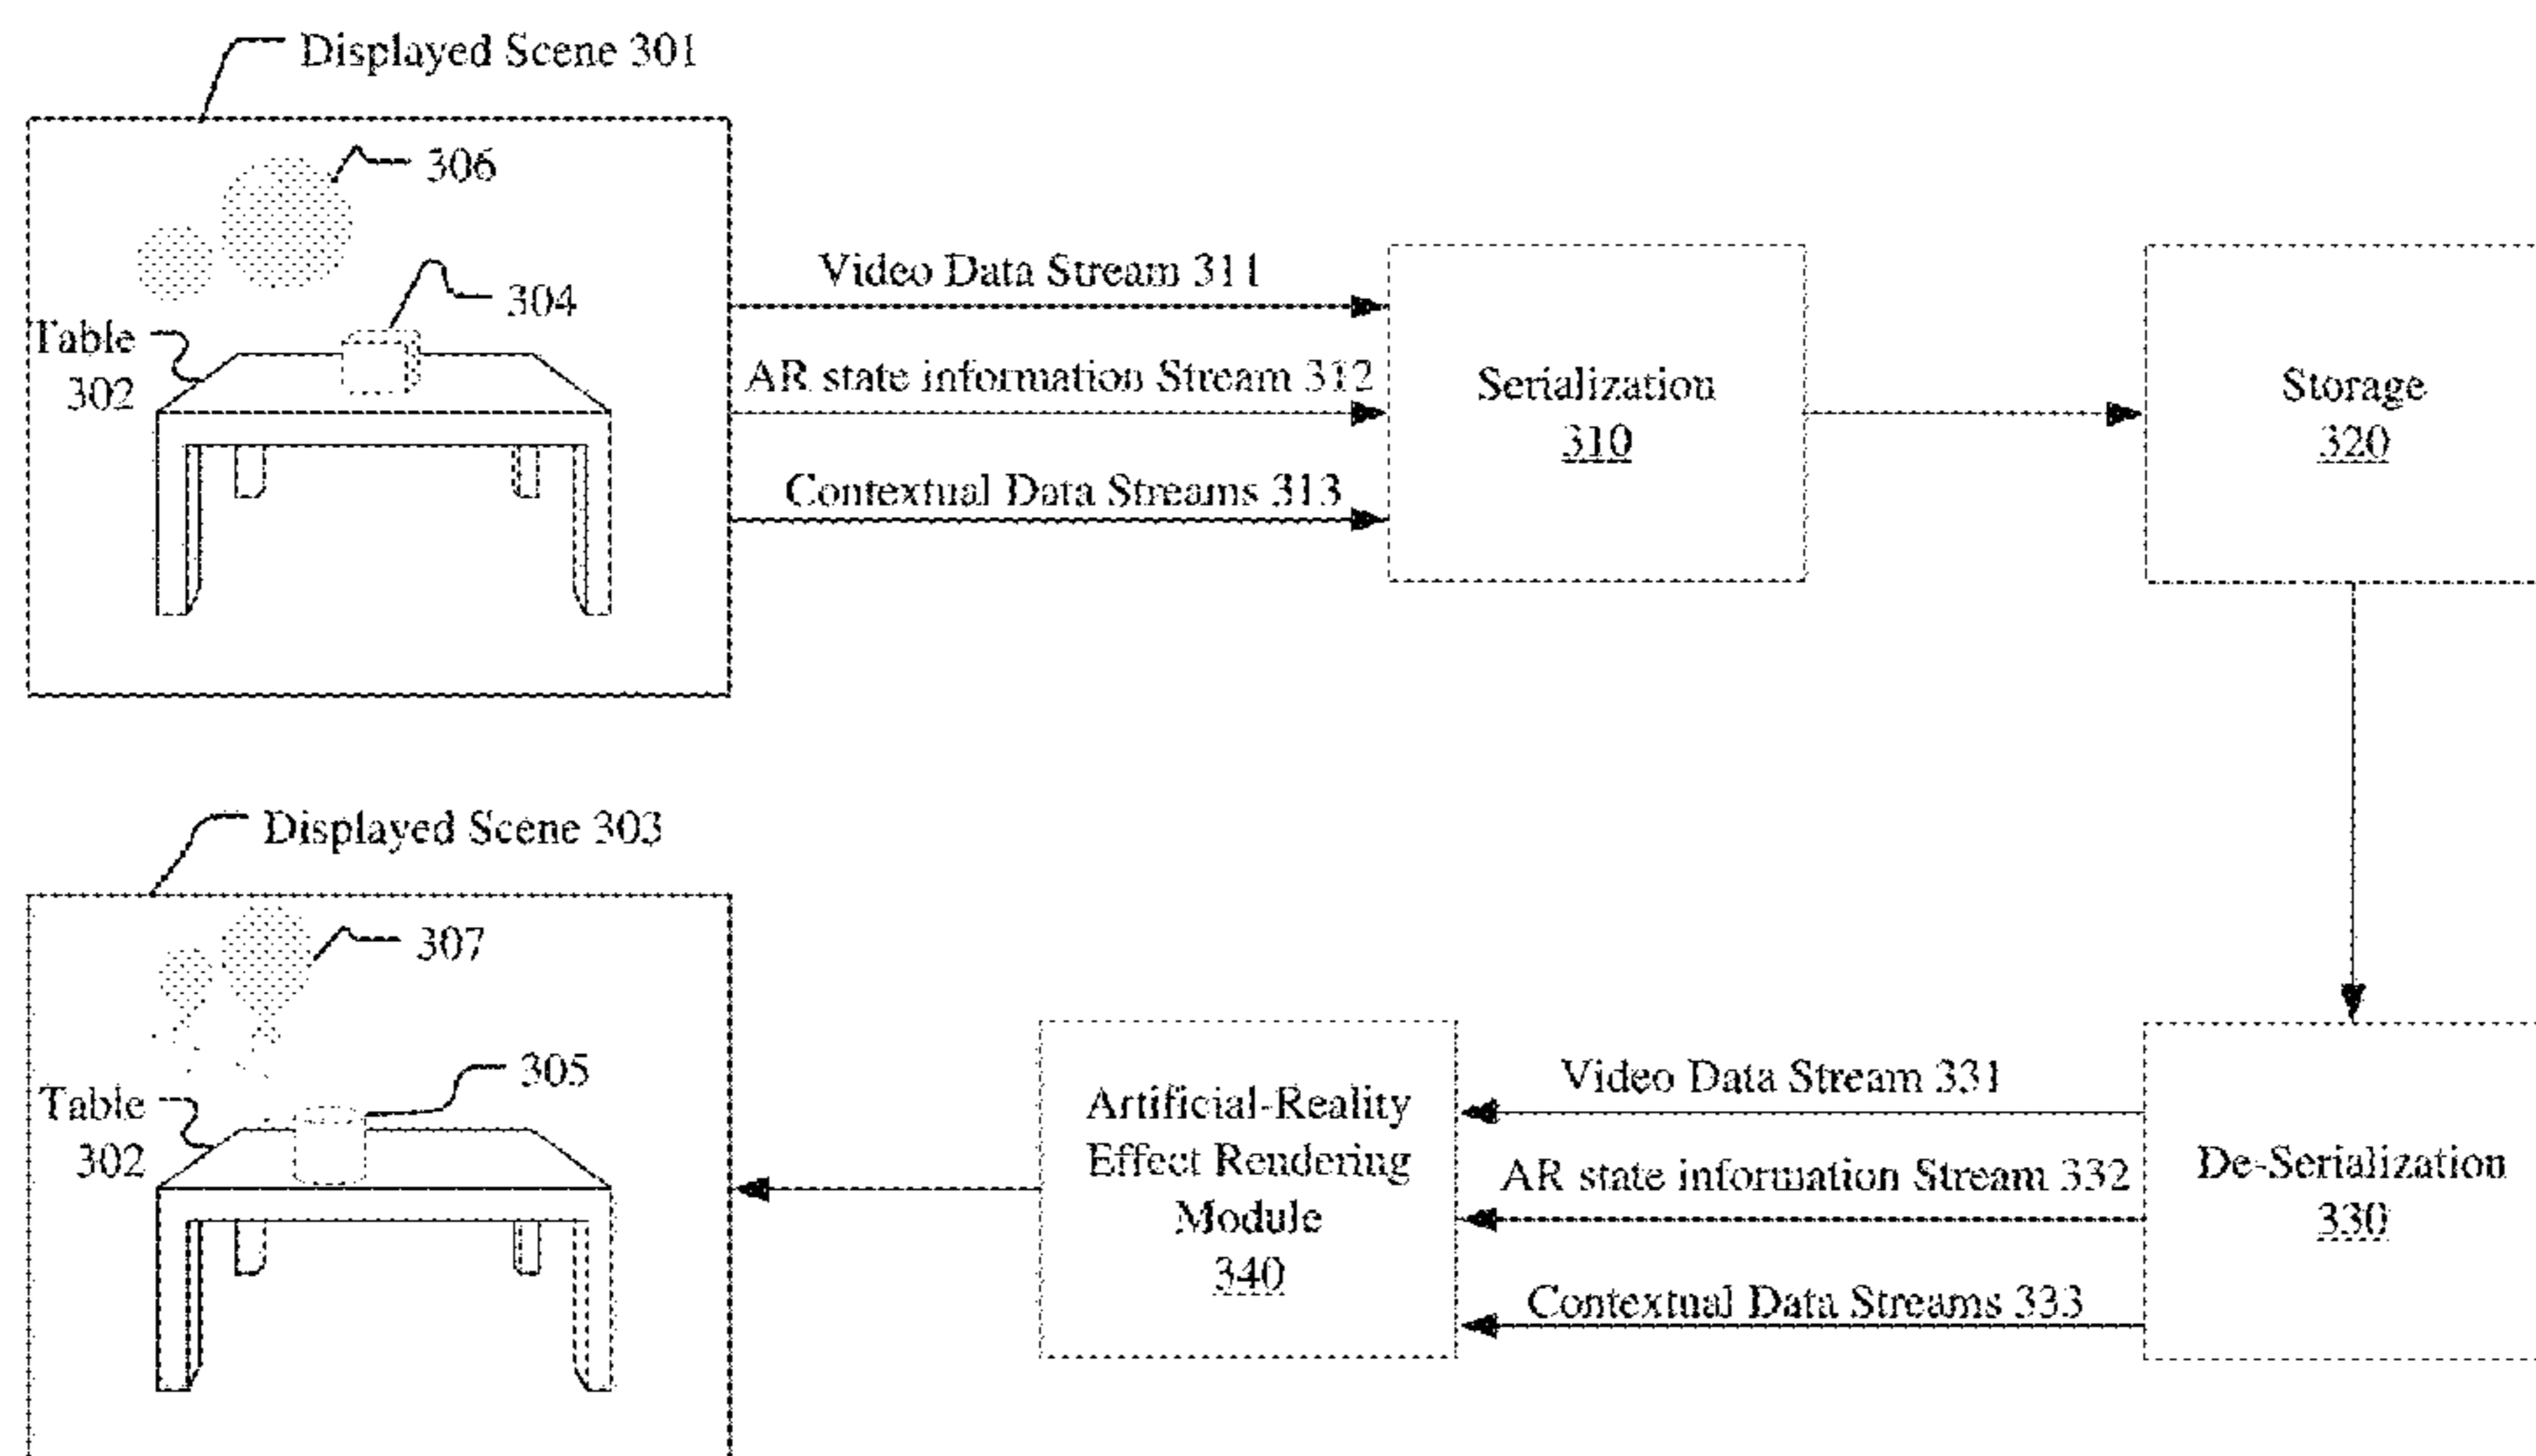 Displayed Scene 301
306
304
Table
302
Video Data Stream 311
AR state information Stream 312
Contextual Data Streams 313
Serialization
310
Storage
320
Displayed Scene 303
307
305
Table
302
Artificial-Reality
Effect Rendering
Module
340
Video Data Stream 331
AR state information Stream 332
Contextual Data Streams 333
De-Serialization
330